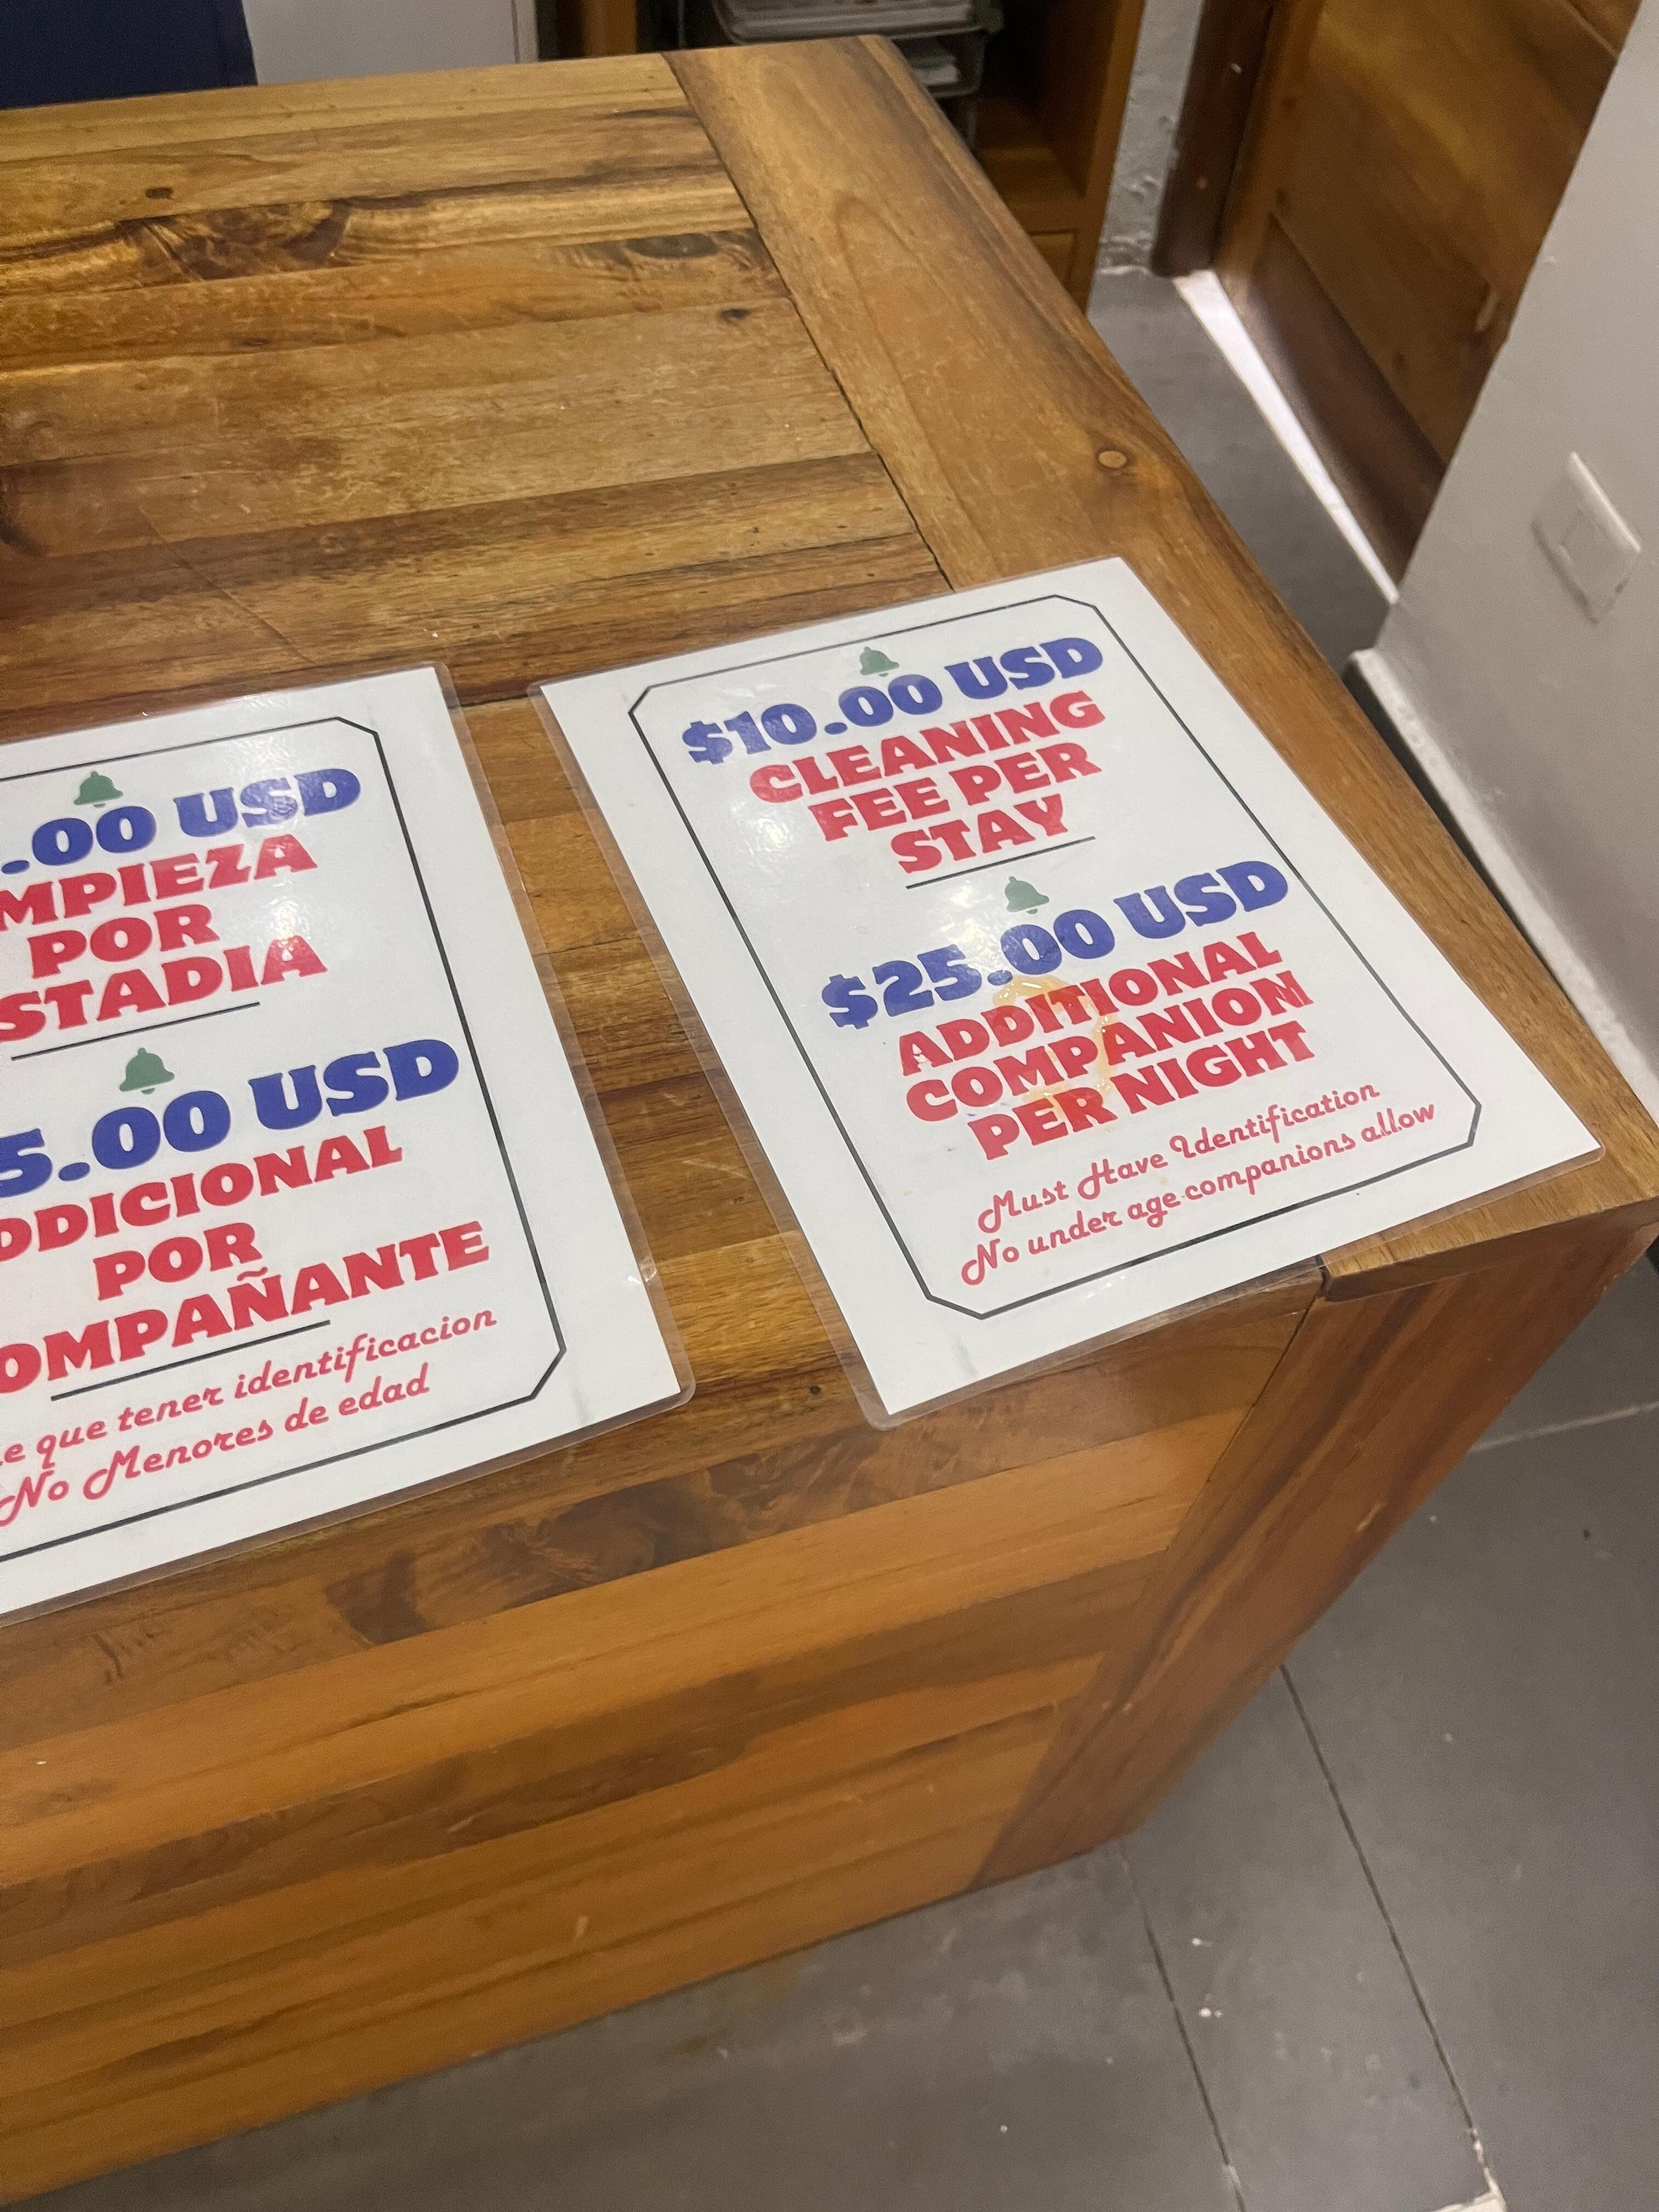 .00 USD
MPIEZA
POR
STADIA
5.00 USD
DDICIONAL
POR
OMPAÑANTE
e que tener identificacion
No Menores de edad
$10.00 USD
CLEANING
FEE PER
STAY
$25.00 USD
ADDITIONAL
COMPANION
PER NIGHT
Must Have Identification
No under age companions allow